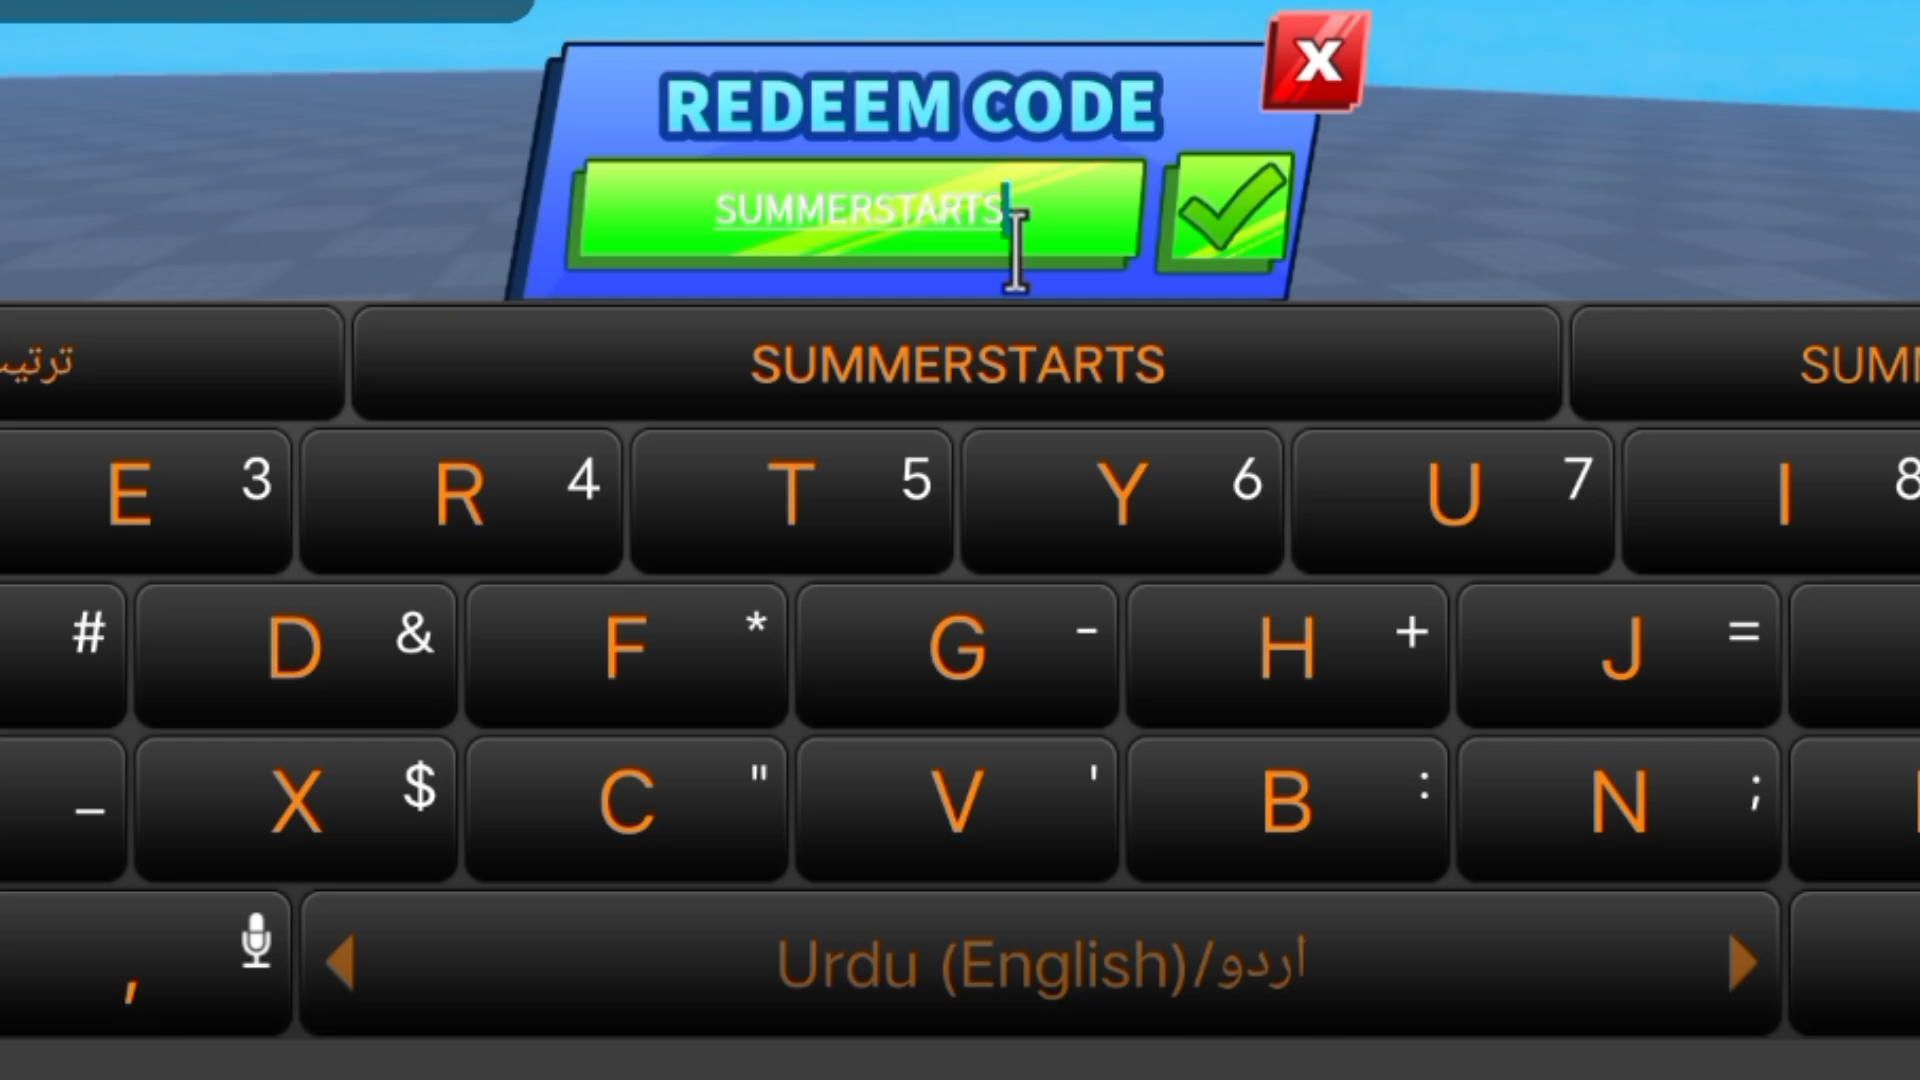 X
REDEEM CODE
SUMMERSTARTS
SUMMERSTARTS
E 3 R 4 T 5 Y 6 U 7 I 8
# D & F * G - H + J =
_ X $ C " V ' B : N ;
, Urdu (English)/اردو